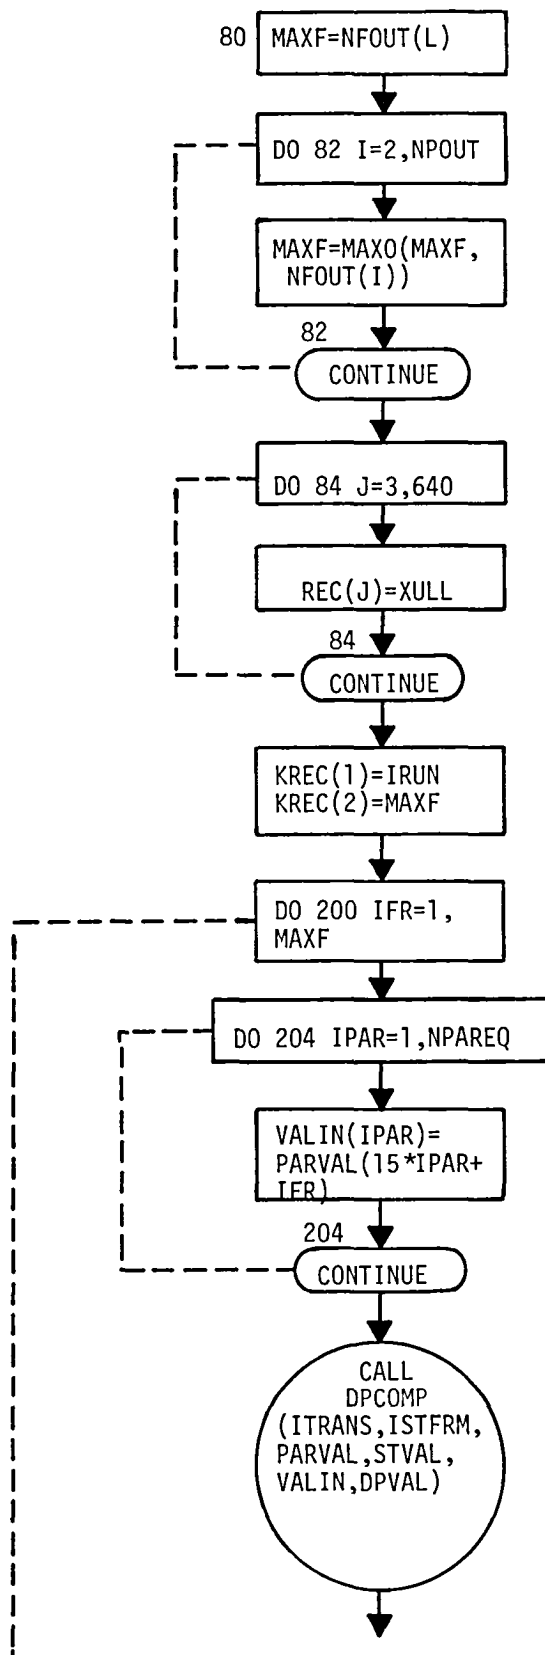 80 MAXF=NFOUT(L)
DO 82 I=2,NPOUT
MAXF=MAXO(MAXF,
NFOUT(I))
82
CONTINUE
DO 84 J=3,640
REC(J)=XULL
84
CONTINUE
KREC(1)=IRUN
KREC(2)=MAXF
DO 200 IFR=1,
MAXF
DO 204 IPAR=1,NPAREQ
VALIN(IPAR)=
PARVAL(15*IPAR+
IFR)
204
CONTINUE
CALL
DPCOMP
(ITRANS,ISTFRM,
PARVAL,STVAL,
VALIN,DPVAL)